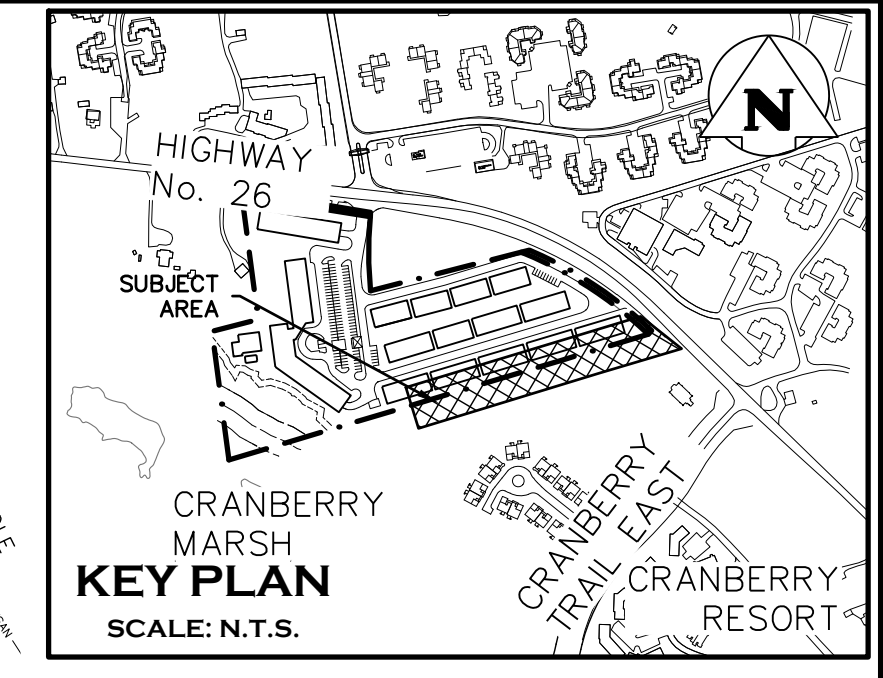 N
HIGHWAY
No. 26
SUBJECT
AREA
CRANBERRY
MARSH
CRANBERRY
TRAIL EAST
CRANBERRY
RESORT
KEY PLAN
SCALE: N.T.S.